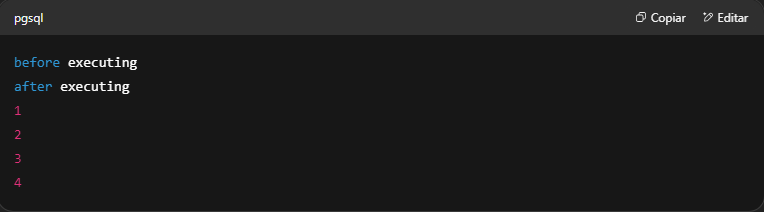 pgsql
Copiar
Editar
before executing
after executing
1
2
3
4